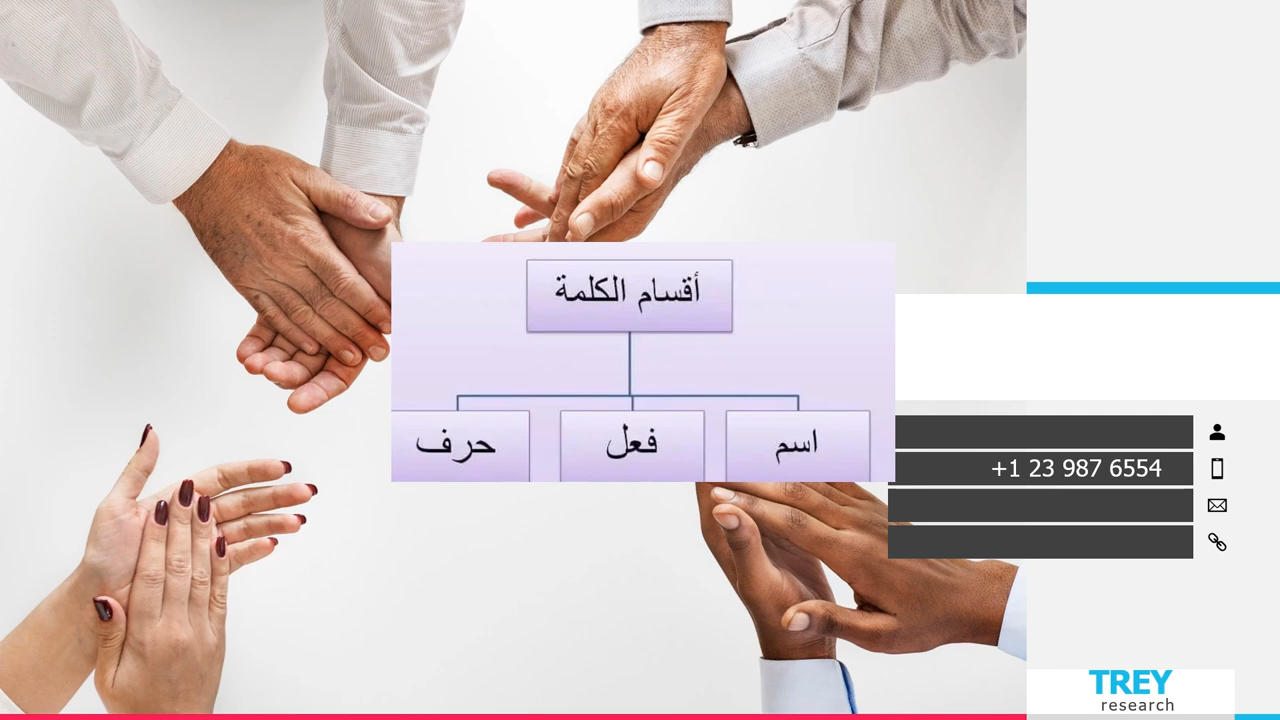 أقسام الكلمة
اسم فعل حرف
+1 23 987 6554
TREY
research